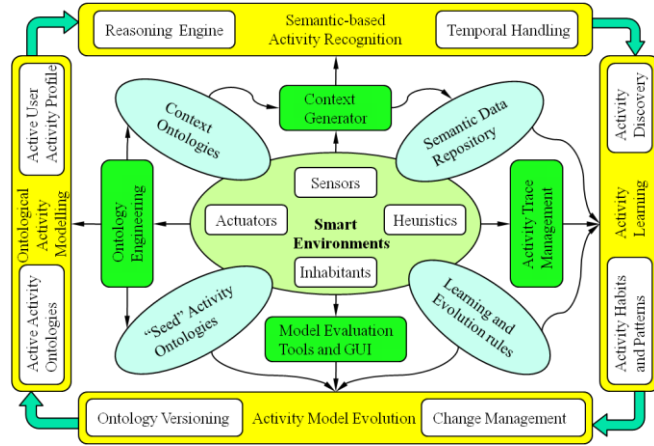 Reasoning Engine
Semantic-based
Activity Recognition
Temporal Handling
Active User
Activity Profile
Ontological
Activity
Modelling
Active Activity
Ontologies
Context
Ontologies
Context
Generator
Semantic Data
Repository
Ontology
Engineering
Sensors
Actuators
Smart
Environments
Heuristics
Inhabitants
Activity Trace
Management
"Seed" Activity
Ontologies
Model Evaluation
Tools and GUI
Learning and
Evolution rules
Activity
Discovery
Activity
Learning
Activity Habits
and Patterns
Ontology Versioning
Activity Model Evolution
Change Management